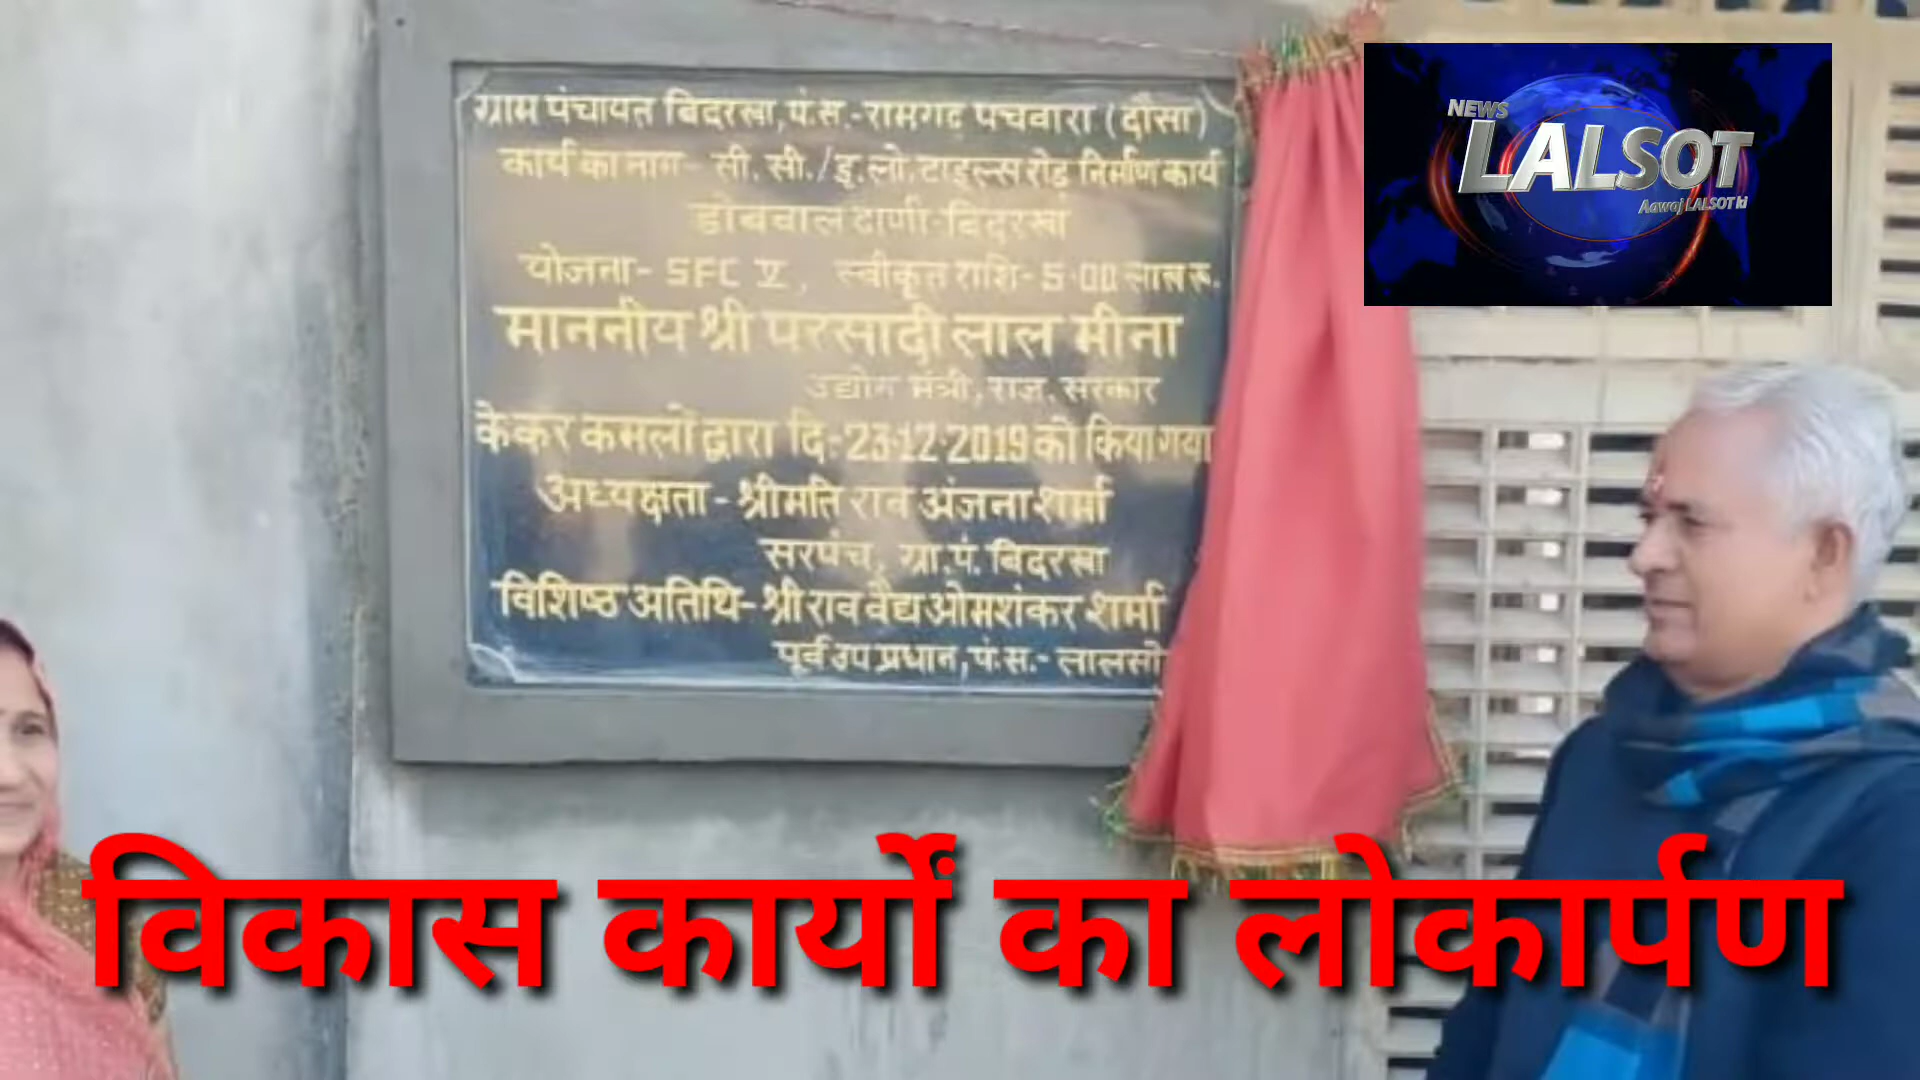 ग्राम पंचायत बिदरखा, पं.स.-रामगढ पचवारा (दौसा)
कार्य का नाम- सी. सी./इ.लो.टाइल्स रोड निर्माण कार्य
डोबवाल ढाणी-बिदरखा
योजना- SFC V, स्वीकृत राशि- 5.00 लाख रू.
माननीय श्री परसादी लाल मीना
उद्योग मंत्री, राज. सरकार
के कर कमलों द्वारा दि.-23-12-2019 को किया गया
अध्यक्षता - श्रीमति राव अंजना शर्मा
सरपंच, ग्रा.पं. बिदरखा
विशिष्ठ अतिथि- श्री राव वैद्य ओमशंकर शर्मा
पूर्व उप प्रधान, पं.स.- लालसो
NEWS
LALSOT
Aawaj LALSOT ki
विकास कार्यों का लोकार्पण